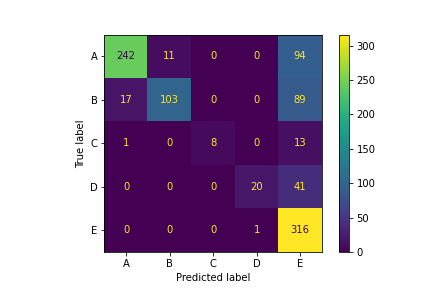 A 242 11 0 0 94
B 17 103 0 0 89
C 1 0 8 0 13
D 0 0 0 20 41
E 0 0 0 1 316
A B C D E
Predicted label
True label
300
250
200
150
100
50
0